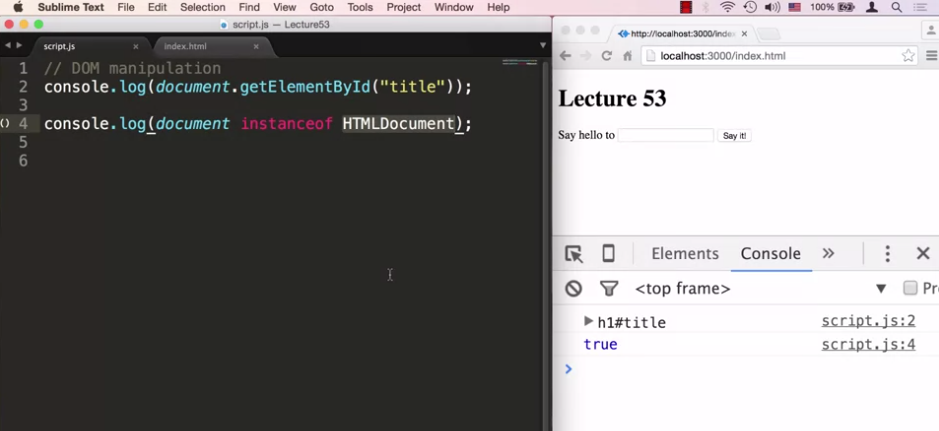 Sublime Text File Edit Selection Find View Goto Tools Project Window Help 100%
script.js — Lecture53
script.js × index.html ×
1 // DOM manipulation
2 console.log(document.getElementById("title"));
3
4 console.log(document instanceof HTMLDocument);
5
6
http://localhost:3000/index ×
localhost:3000/index.html
Lecture 53
Say hello to Say it!
Elements Console »
<top frame> ▼ Pre
▶ h1#title script.js:2
true script.js:4
>